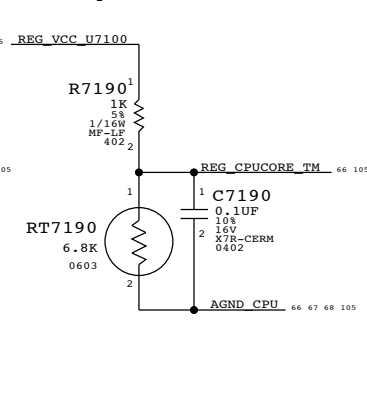 REG_VCC_U7100
R7190
1
1K
5%
1/16W
MF-LF
402
2
05
REG_CPUCORE_TM
66 105
1
1
C7190
0.1UF
10%
16V
X7R-CERM
0402
2
RT7190
6.8K
0603
2
AGND_CPU
66 67 68 105